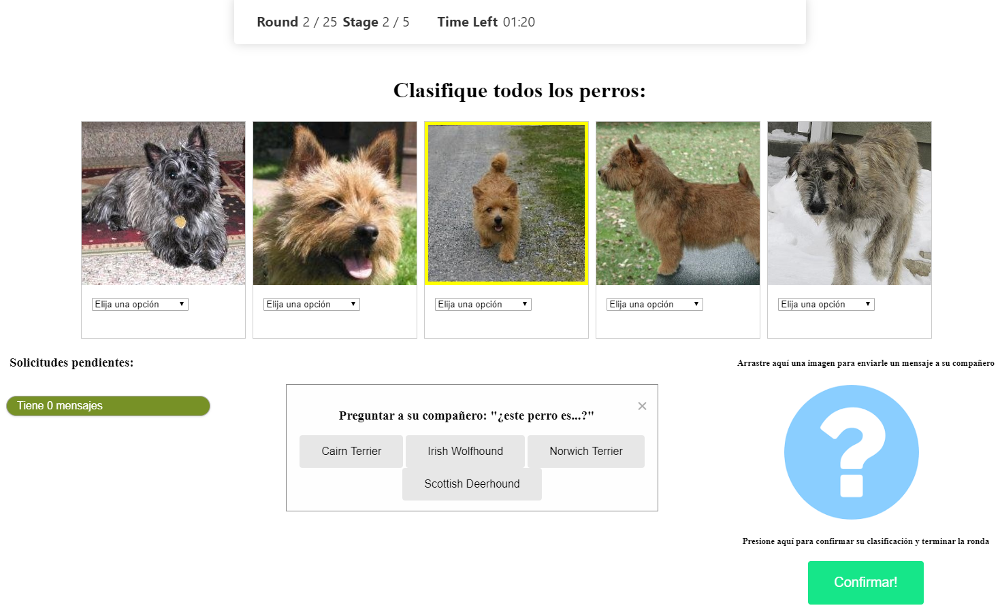 Round 2 / 25 Stage 2 / 5 Time Left 01:20
Clasifique todos los perros:
Elija una opción
Elija una opción
Elija una opción
Elija una opción
Elija una opción
Solicitudes pendientes:
Tiene 0 mensajes
Preguntar a su compañero: "¿este perro es...?"
Cairn Terrier
Irish Wolfhound
Norwich Terrier
Scottish Deerhound
Arrastre aquí una imagen para enviarle un mensaje a su compañero
Presione aquí para confirmar su clasificación y terminar la ronda
Confirmar!